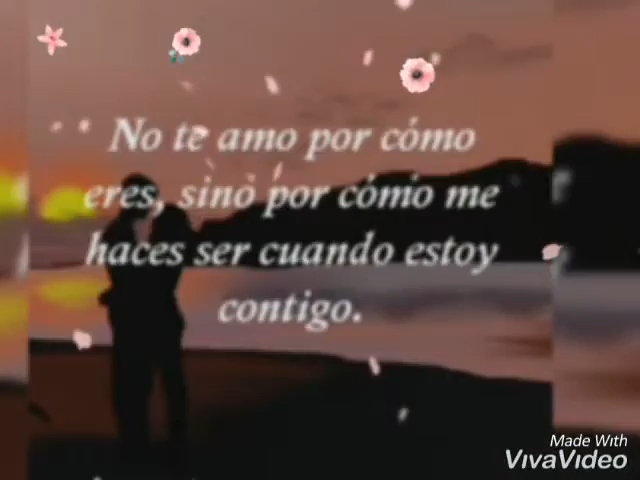 No te amo por cómo
eres, sino por cómo me
haces ser cuando estoy
contigo.
Made With
VivaVideo